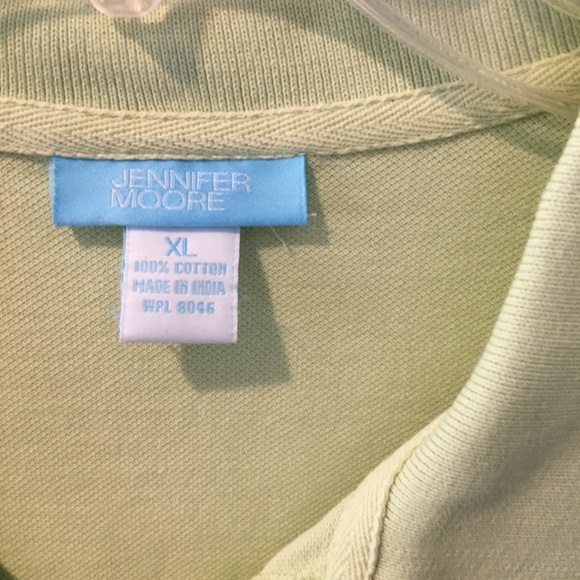 JENNIFER
MOORE
XL
100% COTTON
MADE IN INDIA
WPL 8046